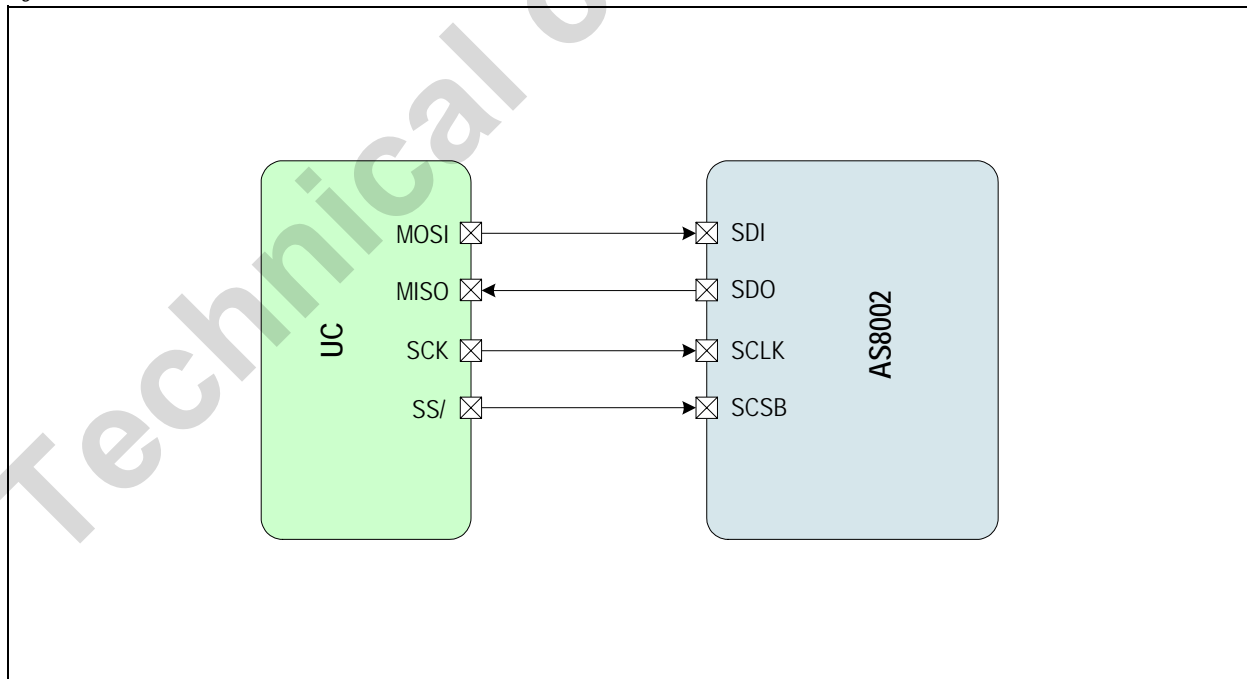 Technical
MOSI
SDI
MISO
SDO
UC
SCK
SCLK
AS8002
SS/
SCSB